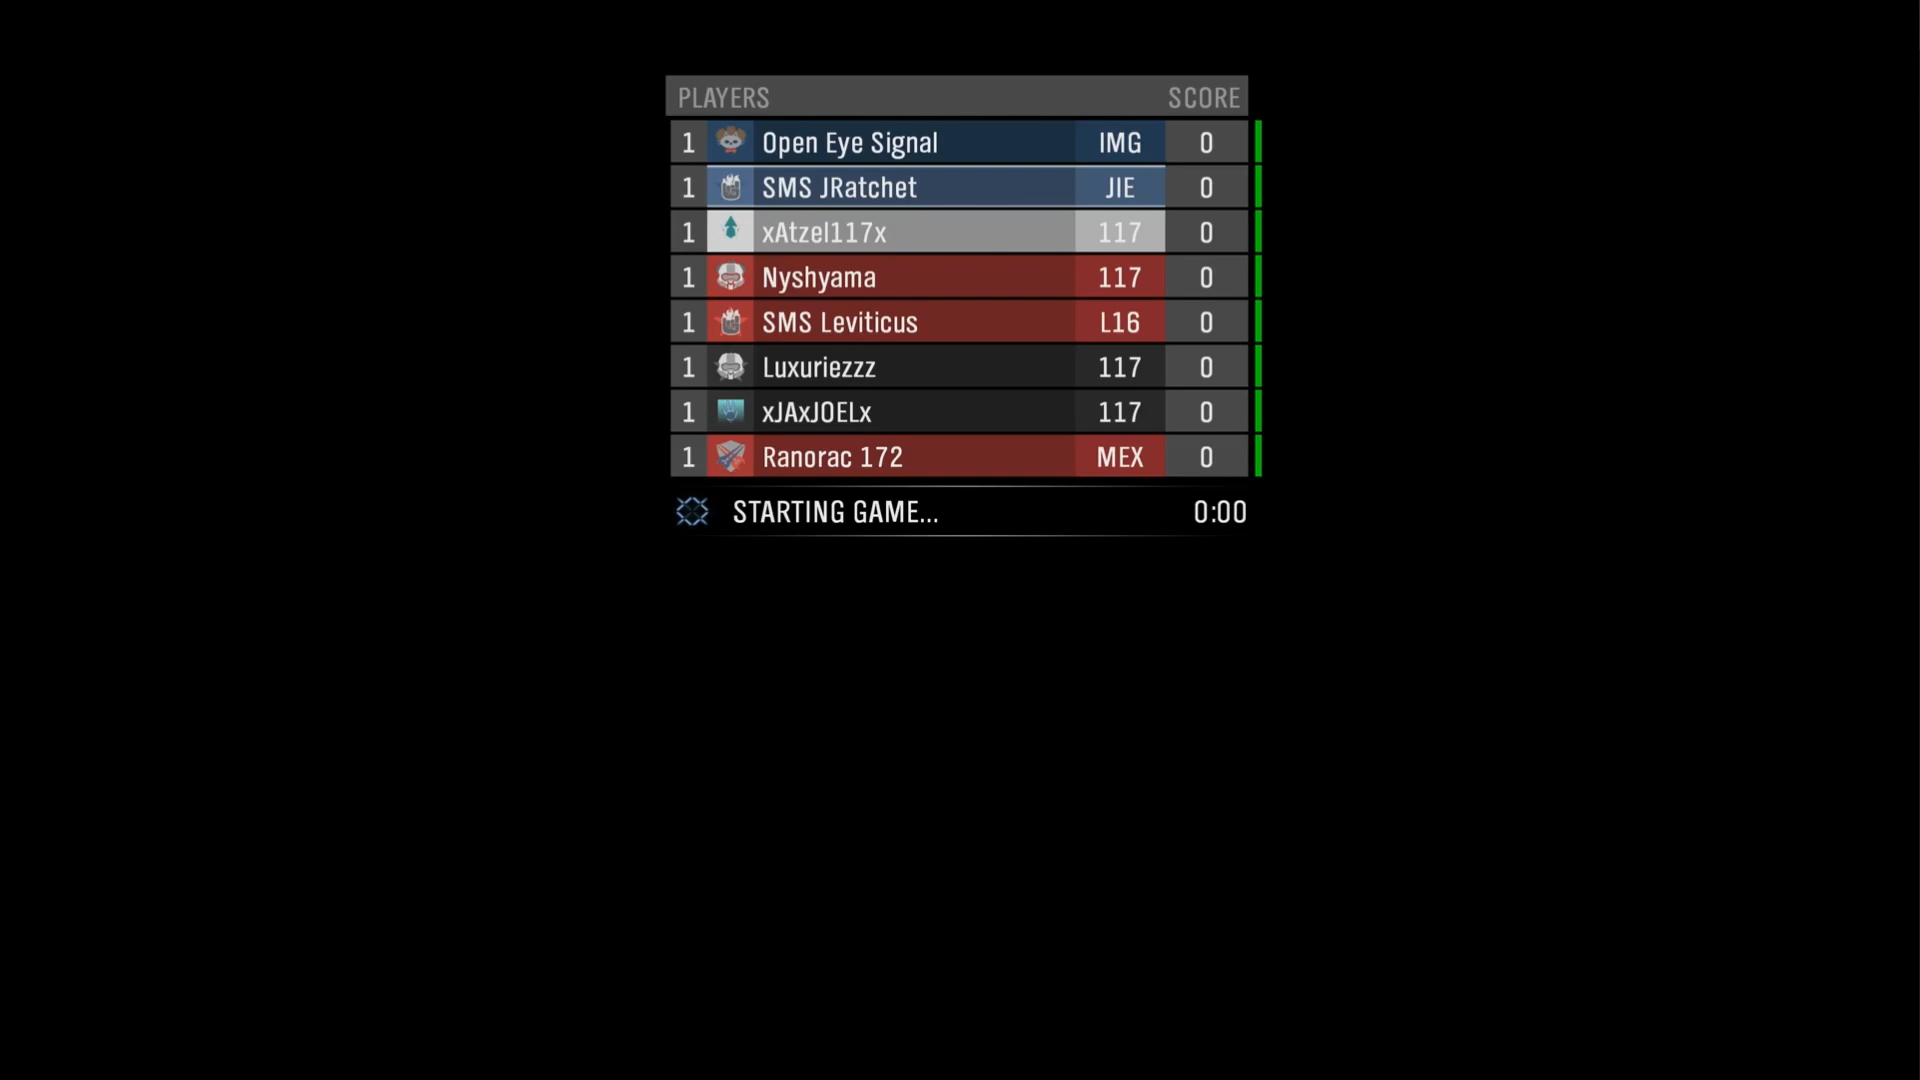 PLAYERS SCORE
1 Open Eye Signal IMG 0
1 SMS JRatchet JIE 0
1 xAtzel117x 117 0
1 Nyshyama 117 0
1 SMS Leviticus L16 0
1 Luxuriezzz 117 0
1 xJAxJOELx 117 0
1 Ranorac 172 MEX 0
STARTING GAME... 0:00